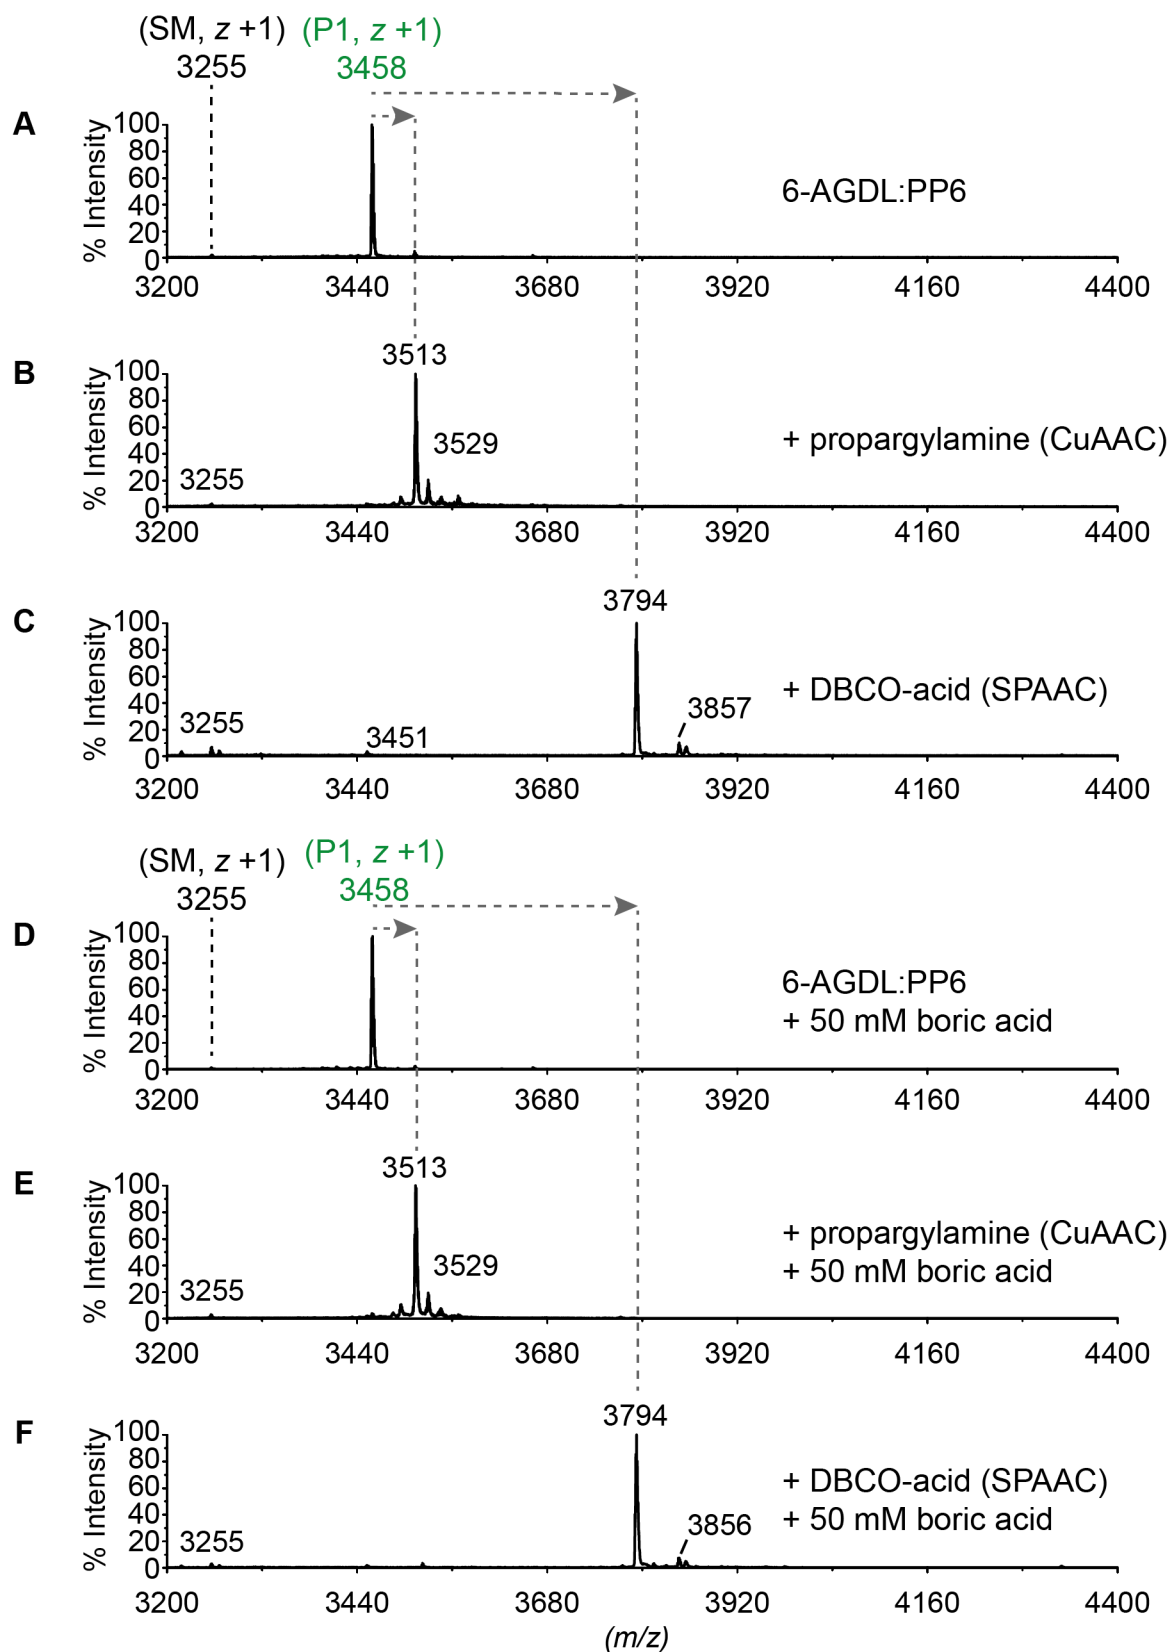 (SM, z +1) (P1, z +1)
3255 3458
A
% Intensity
100
80
60
40
20
0
6-AGDL:PP6
3200 3440 3680 3920 4160 4400
B
% Intensity
100
80
60
40
20
0
3513
3529
3255
+ propargylamine (CuAAC)
3200 3440 3680 3920 4160 4400
C
% Intensity
100
80
60
40
20
0
3794
3857
3255
3451
+ DBCO-acid (SPAAC)
3200 3440 3680 3920 4160 4400
(SM, z +1) (P1, z +1)
3255 3458
D
% Intensity
100
80
60
40
20
0
6-AGDL:PP6
+ 50 mM boric acid
3200 3440 3680 3920 4160 4400
E
% Intensity
100
80
60
40
20
0
3513
3529
3255
+ propargylamine (CuAAC)
+ 50 mM boric acid
3200 3440 3680 3920 4160 4400
F
% Intensity
100
80
60
40
20
0
3794
3856
3255
+ DBCO-acid (SPAAC)
+ 50 mM boric acid
3200 3440 3680 3920 4160 4400
(m/z)